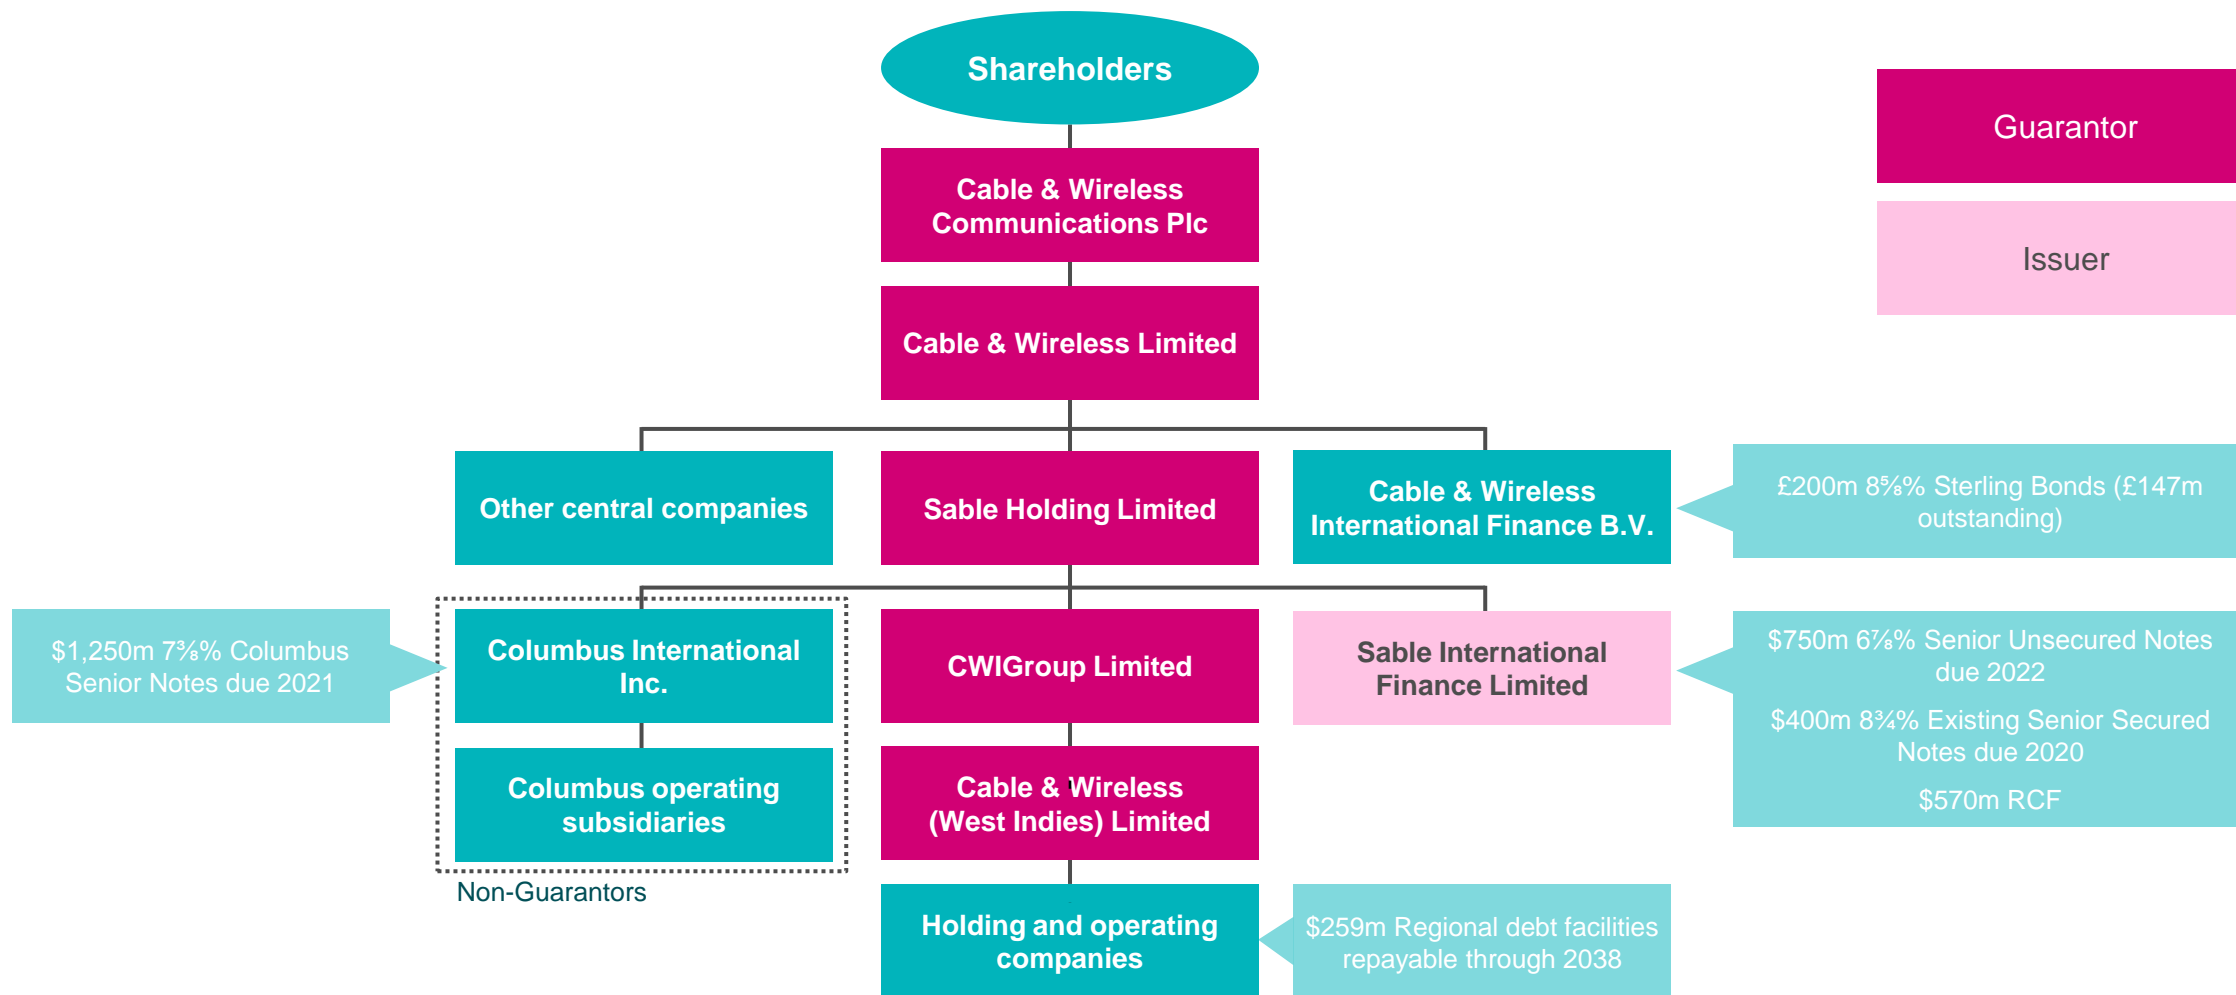 Shareholders
Guarantor
Cable & Wireless
Communications Plc
Issuer
Cable & Wireless Limited
Other central companies
Sable Holding Limited
Cable & Wireless
International Finance B.V.
£200m 8⅝% Sterling Bonds (£147m
outstanding)
$1,250m 7⅜% Columbus
Senior Notes due 2021
Columbus International
Inc.
CWIGroup Limited
Sable International
Finance Limited
$750m 6⅞% Senior Unsecured Notes
due 2022
$400m 8¾% Existing Senior Secured
Notes due 2020
$570m RCF
Columbus operating
subsidiaries
Cable & Wireless
(West Indies) Limited
Non-Guarantors
Holding and operating
companies
$259m Regional debt facilities
repayable through 2038